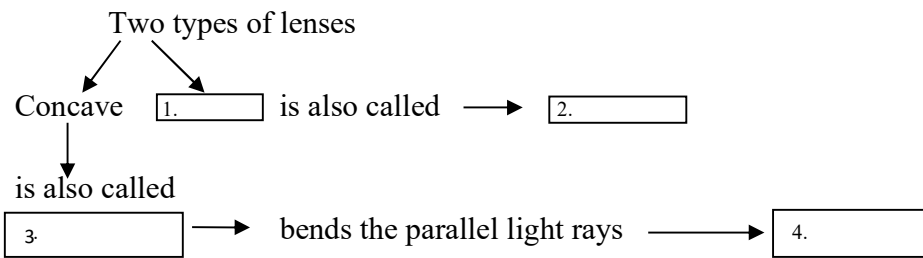 Two types of lenses
Concave 1. is also called 2.
is also called
3. bends the parallel light rays 4.